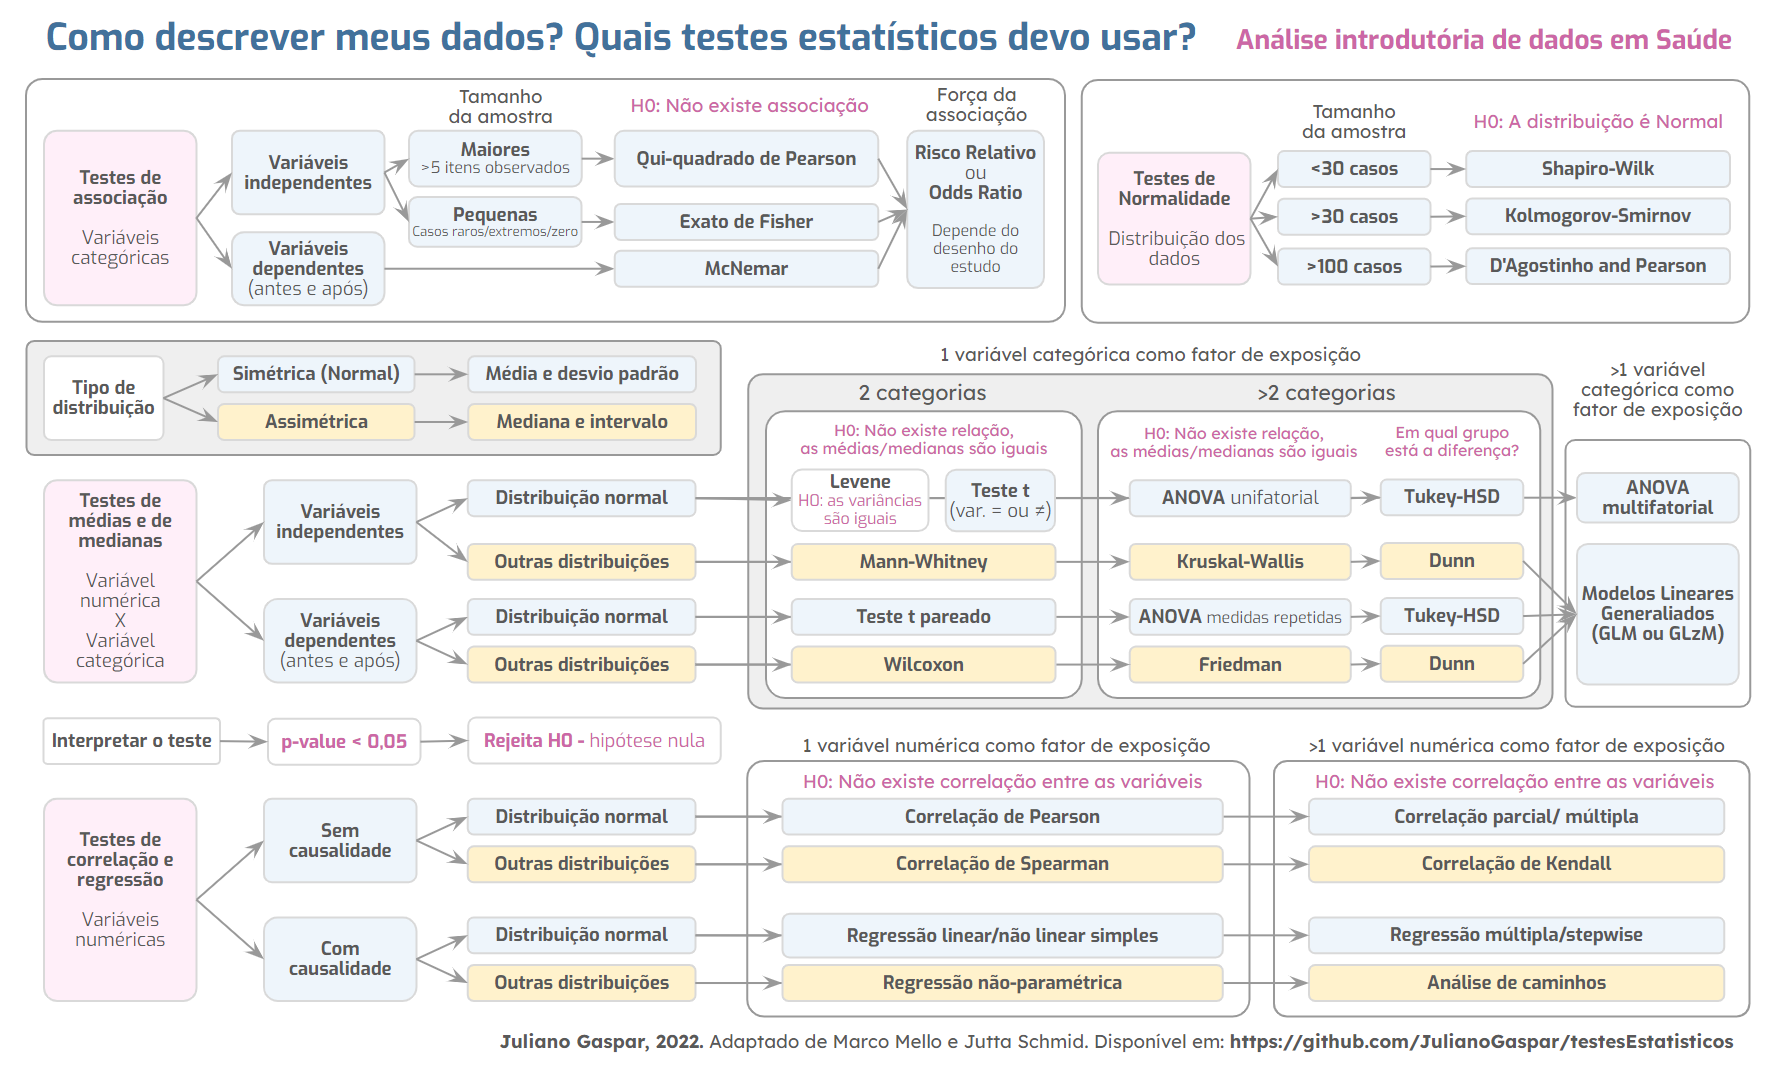 Como descrever meus dados? Quais testes estatísticos devo usar?
Análise introdutória de dados em Saúde
Tamanho
da amostra
H0: Não existe associação
Força da
associação
Testes de
associação
Variáveis
categóricas
Variáveis
independentes
Maiores
>5 itens observados
Qui-quadrado de Pearson
Pequenas
Casos raros/extremos/zero
Exato de Fisher
Variáveis
dependentes
(antes e após)
McNemar
Risco Relativo
ou
Odds Ratio
Depende do
desenho do
estudo
Tamanho
da amostra
H0: A distribuição é Normal
Testes de
Normalidade
Distribuição dos
dados
<30 casos
Shapiro-Wilk
>30 casos
Kolmogorov-Smirnov
>100 casos
D'Agostinho and Pearson
Tipo de
distribuição
Simétrica (Normal)
Média e desvio padrão
Assimétrica
Mediana e intervalo
1 variável categórica como fator de exposição
2 categorias
>2 categorias
>1 variável
categórica como
fator de exposição
H0: Não existe relação,
as médias/medianas são iguais
H0: Não existe relação,
as médias/medianas são iguais
Em qual grupo
está a diferença?
Testes de
médias e de
medianas
Variável
numérica
X
Variável
categórica
Variáveis
independentes
Distribuição normal
Levene
H0: as variâncias
são iguais
Teste t
(var. = ou ≠)
ANOVA unifatorial
Tukey-HSD
ANOVA
multifatorial
Outras distribuições
Mann-Whitney
Kruskal-Wallis
Dunn
Variáveis
dependentes
(antes e após)
Distribuição normal
Teste t pareado
ANOVA medidas repetidas
Tukey-HSD
Outras distribuições
Wilcoxon
Friedman
Dunn
Modelos Lineares
Generaliados
(GLM ou GLzM)
Interpretar o teste
p-value < 0,05
Rejeita H0 - hipótese nula
1 variável numérica como fator de exposição
>1 variável numérica como fator de exposição
H0: Não existe correlação entre as variáveis
H0: Não existe correlação entre as variáveis
Testes de
correlação e
regressão
Variáveis
numéricas
Sem
causalidade
Distribuição normal
Correlação de Pearson
Correlação parcial/ múltipla
Outras distribuições
Correlação de Spearman
Correlação de Kendall
Com
causalidade
Distribuição normal
Regressão linear/não linear simples
Regressão múltipla/stepwise
Outras distribuições
Regressão não-paramétrica
Análise de caminhos
Juliano Gaspar, 2022. Adaptado de Marco Mello e Jutta Schmid. Disponível em: https://github.com/JulianoGaspar/testesEstatisticos